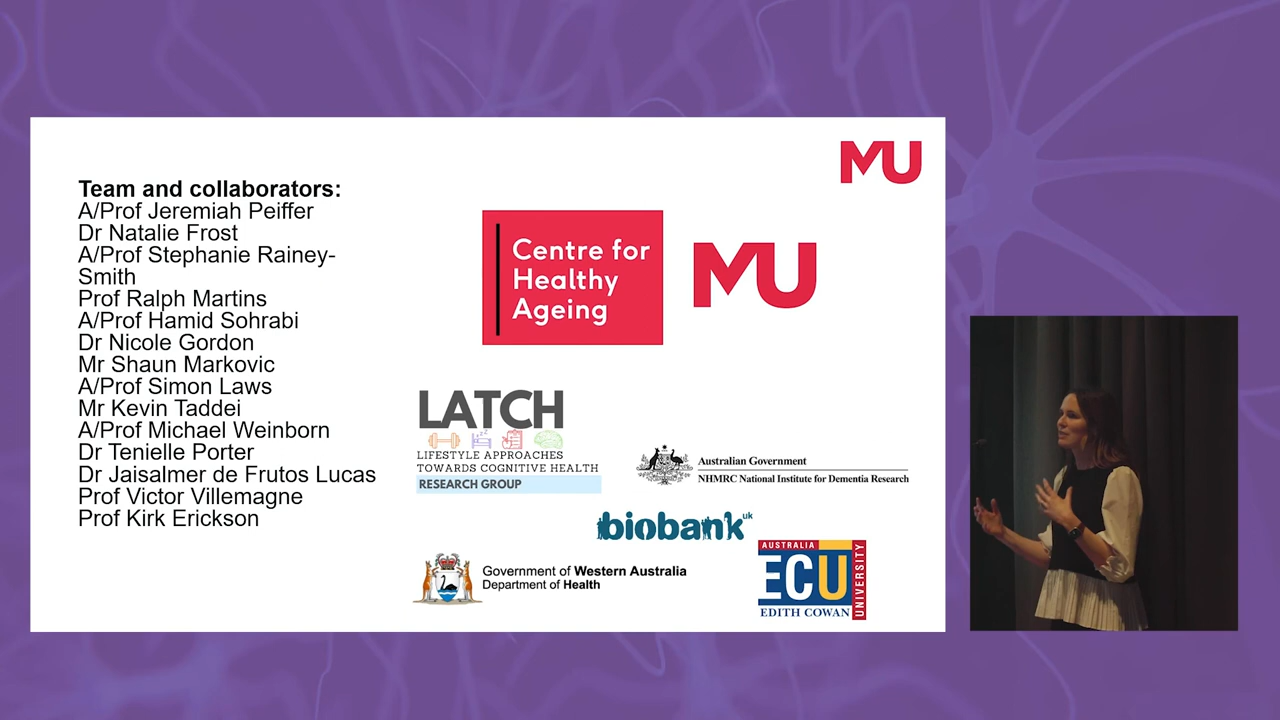 MU
Team and collaborators:
A/Prof Jeremiah Peiffer
Dr Natalie Frost
A/Prof Stephanie Rainey-
Smith
Prof Ralph Martins
A/Prof Hamid Sohrabi
Dr Nicole Gordon
Mr Shaun Markovic
A/Prof Simon Laws
Mr Kevin Taddei
A/Prof Michael Weinborn
Dr Tenielle Porter
Dr Jaisalmer de Frutos Lucas
Prof Victor Villemagne
Prof Kirk Erickson
Centre for
Healthy
Ageing
MU
LATCH
LIFESTYLE APPROACHES
TOWARDS COGNITIVE HEALTH
RESEARCH GROUP
Australian Government
NHMRC National Institute for Dementia Research
biobank uk
Government of Western Australia
Department of Health
AUSTRALIA
ECU
EDITH COWAN
UNIVERSITY